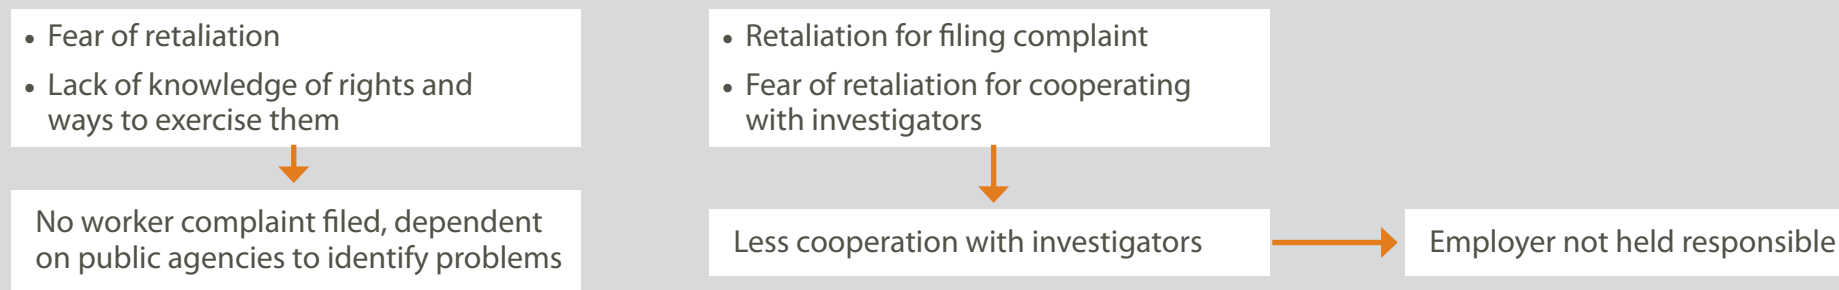 • Fear of retaliation
• Lack of knowledge of rights and
ways to exercise them
No worker complaint filed, dependent
on public agencies to identify problems
• Retaliation for filing complaint
• Fear of retaliation for cooperating
with investigators
Less cooperation with investigators
Employer not held responsible